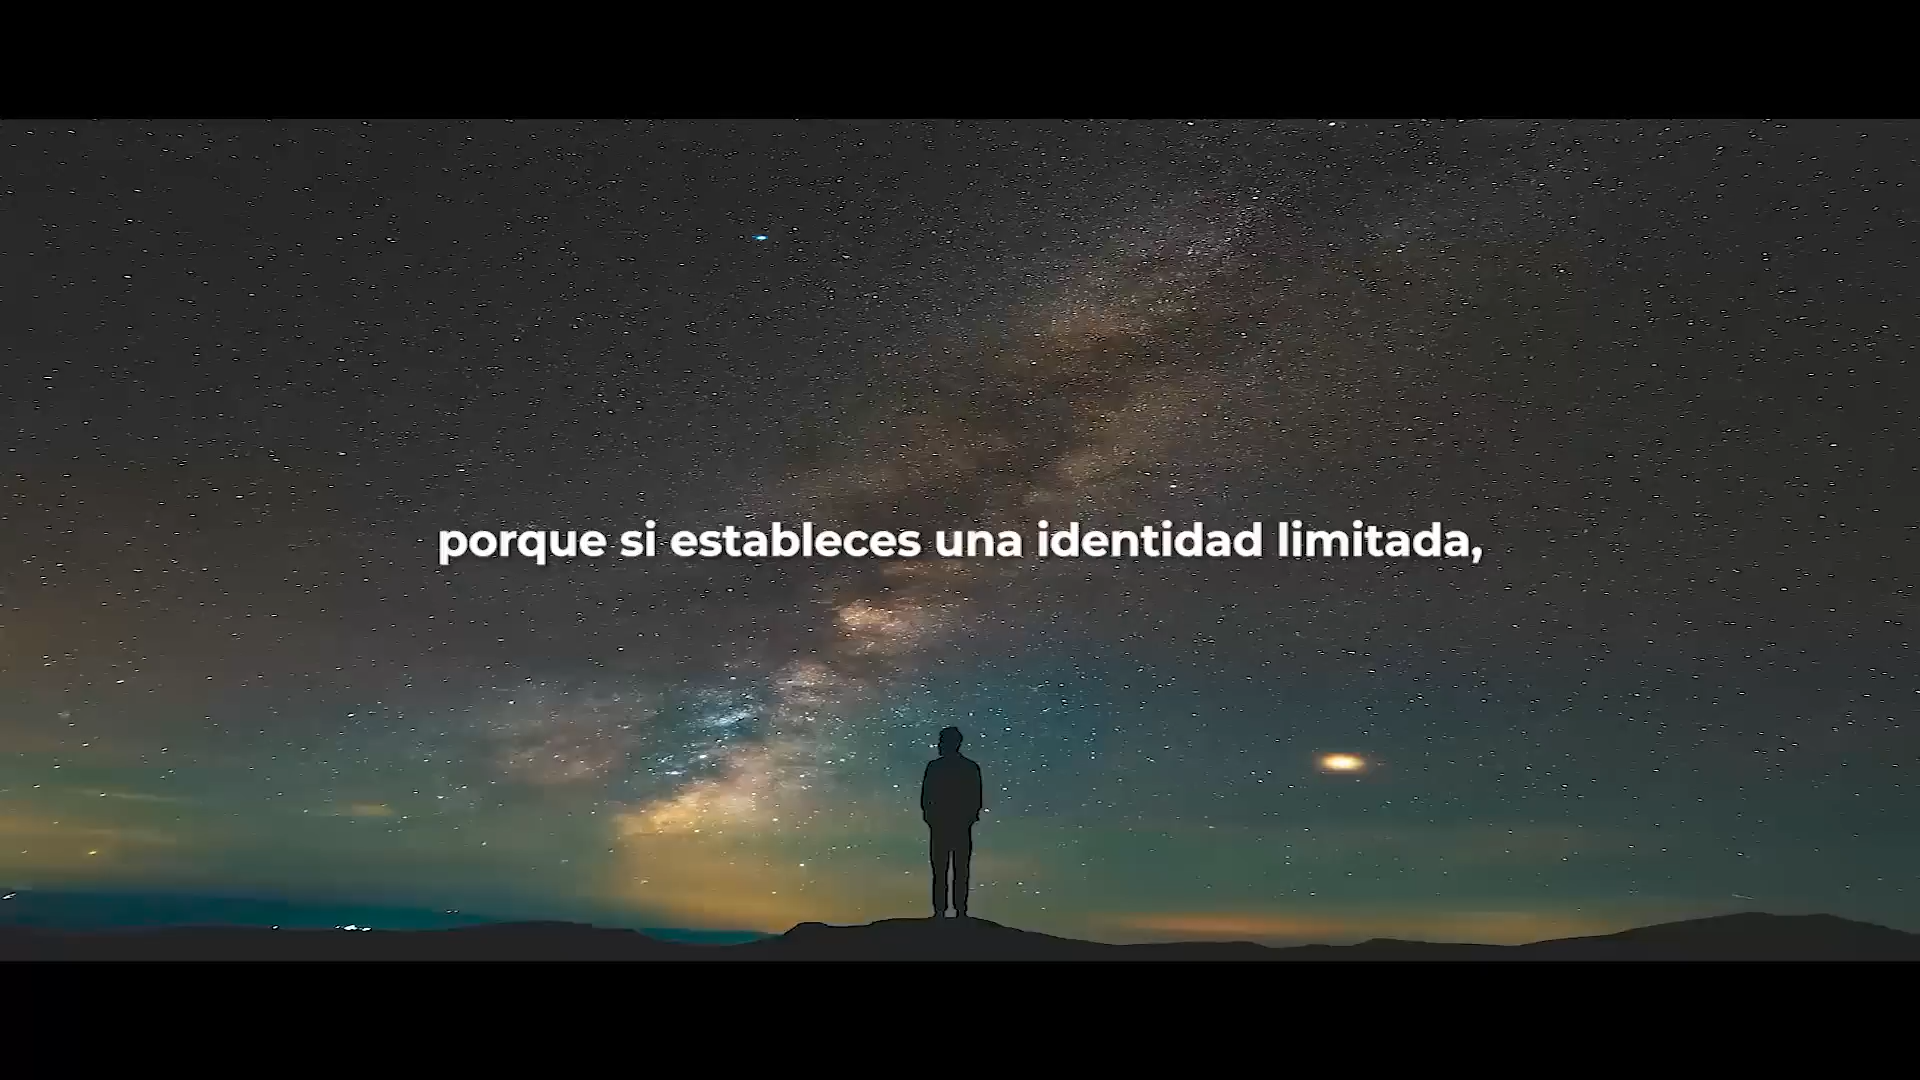 porque si estableces una identidad limitada,